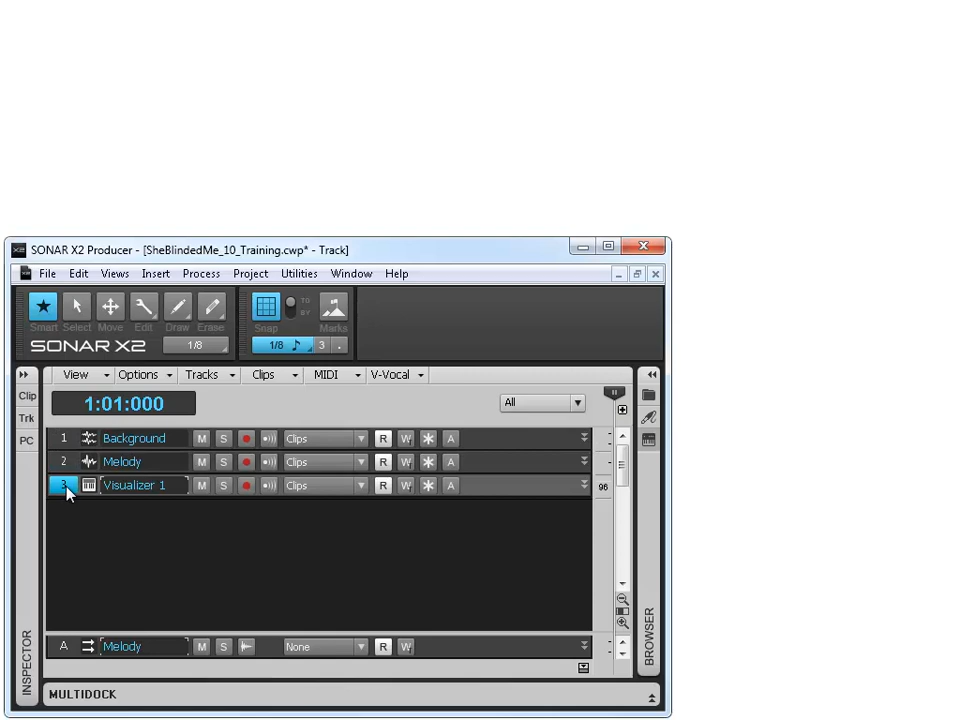 X2 SONAR X2 Producer - [SheBlindedMe_10_Training.cwp* - Track]
File Edit Views Insert Process Project Utilities Window Help
Smart Select Move Edit Draw Erase Snap TO BY Marks
SONAR X2 1/8 1/8 3 .
View Options Tracks Clips MIDI V-Vocal
Clip
Trk
PC
1:01:000 All
1 Background M S Clips R W A
2 Melody M S Clips R W A
3 Visualizer 1 M S Clips R W A 96
A Melody M S None R W
INSPECTOR
BROWSER
MULTIDOCK